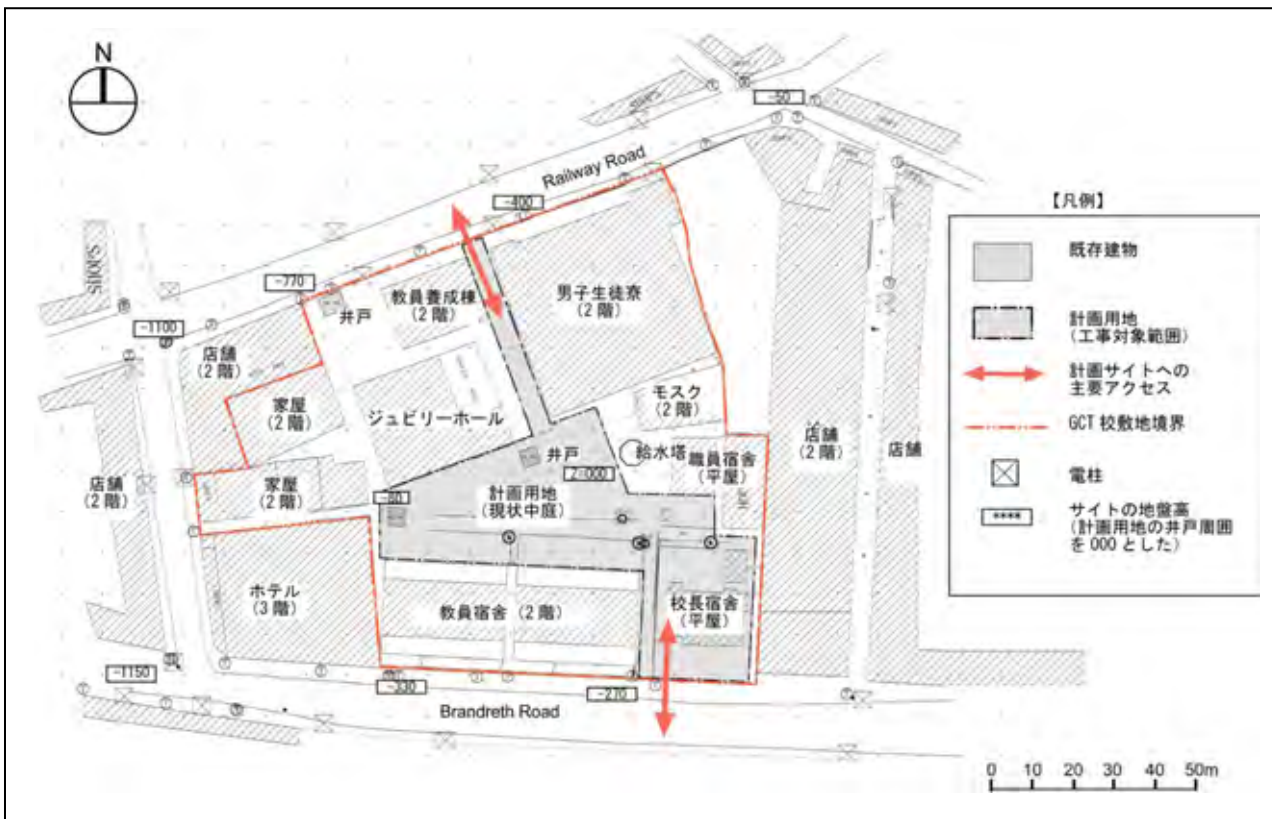 N
SHOPS
-50
Railway Road
-400
【凡例】
既存建物
計画用地
(工事対象範囲)
計画サイトへの
主要アクセス
GCT 校敷地境界
電柱
****
サイトの地盤高
(計画用地の井戸周囲
を 000 とした)
SHOPS
-770
井戸
教員養成棟
(2 階)
男子生徒寮
(2 階)
-1100
店舗
(2 階)
家屋
(2 階)
ジュビリーホール
モスク
(2 階)
店舗
(2 階)
店舗
店舗
(2 階)
家屋
(2 階)
井戸
給水塔
職員宿舎
(平屋)
Z=000
-80
計画用地
(現状中庭)
ホテル
(3 階)
教員宿舎 (2 階)
校長宿舎
(平屋)
-1150
-330
-270
Brandreth Road
0 10 20 30 40 50m